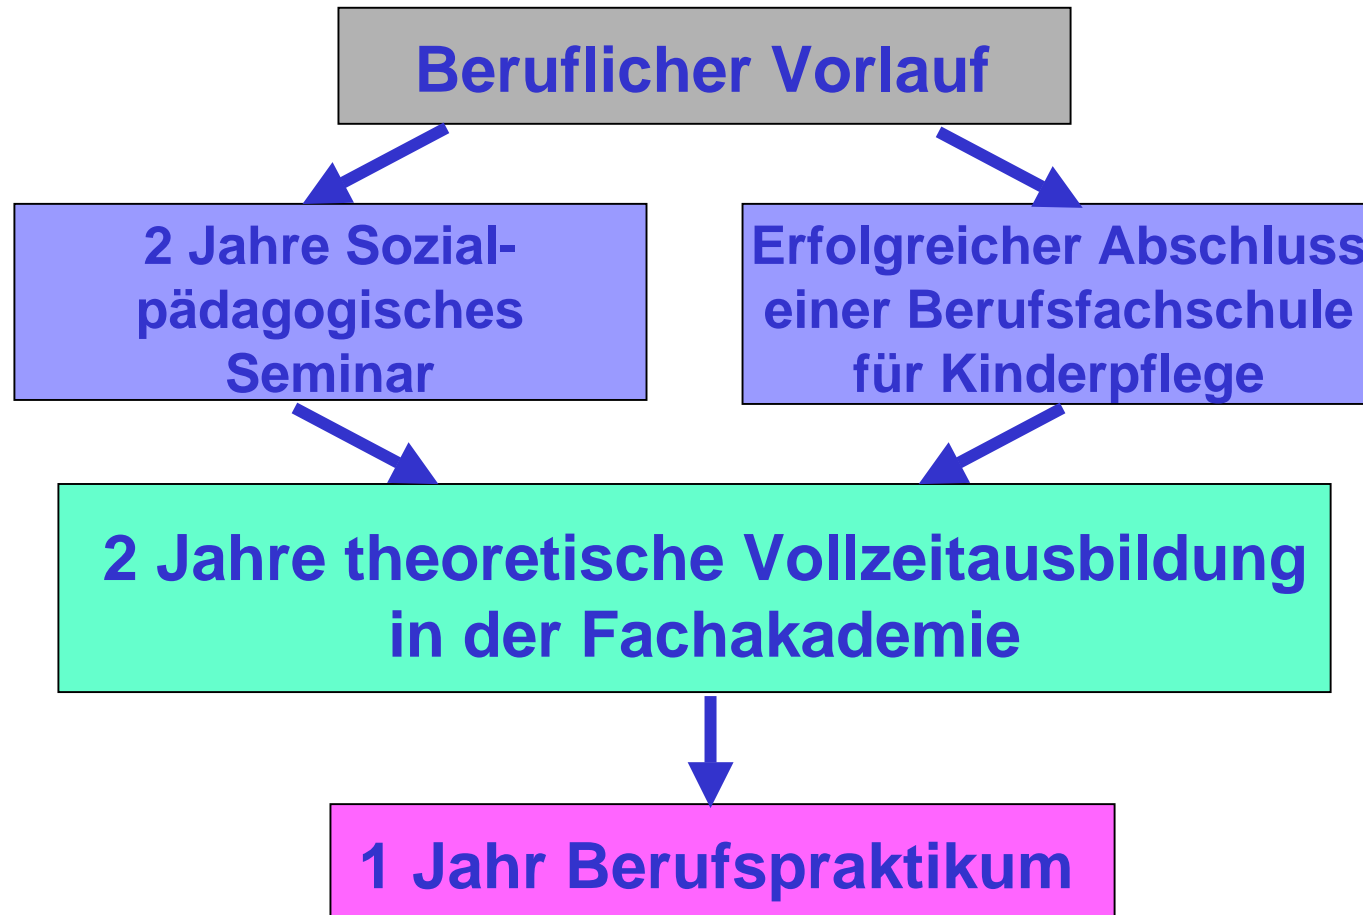 Beruflicher Vorlauf
2 Jahre Sozial-
pädagogisches
Seminar
Erfolgreicher Abschluss
einer Berufsfachschule
für Kinderpflege
2 Jahre theoretische Vollzeitausbildung
in der Fachakademie
1 Jahr Berufspraktikum